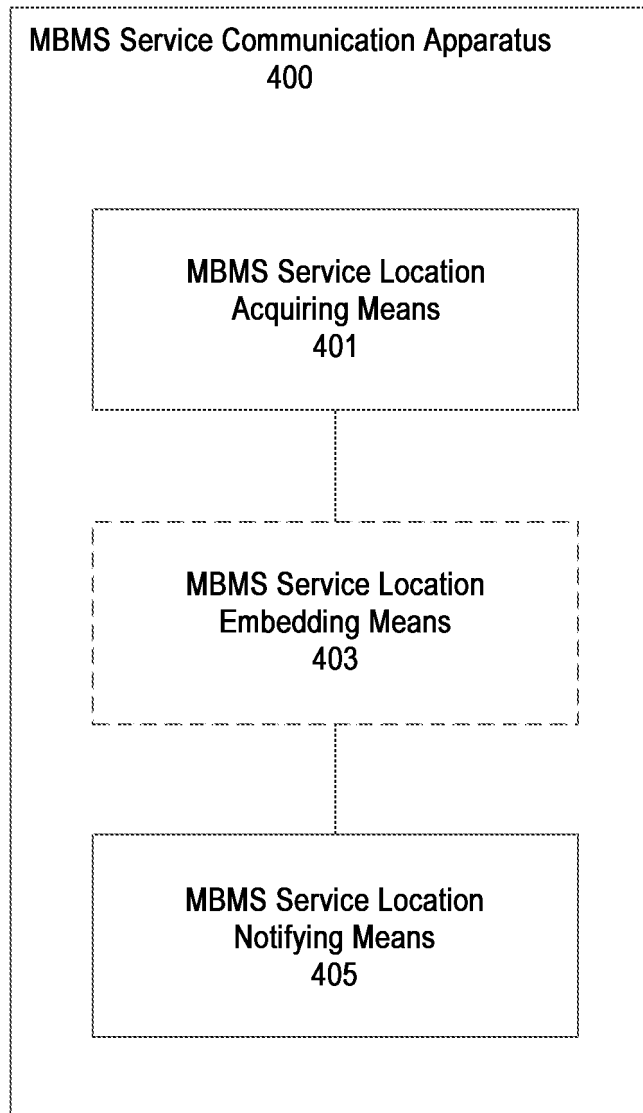 MBMS Service Communication Apparatus
400
MBMS Service Location
Acquiring Means
401
MBMS Service Location
Embedding Means
403
MBMS Service Location
Notifying Means
405